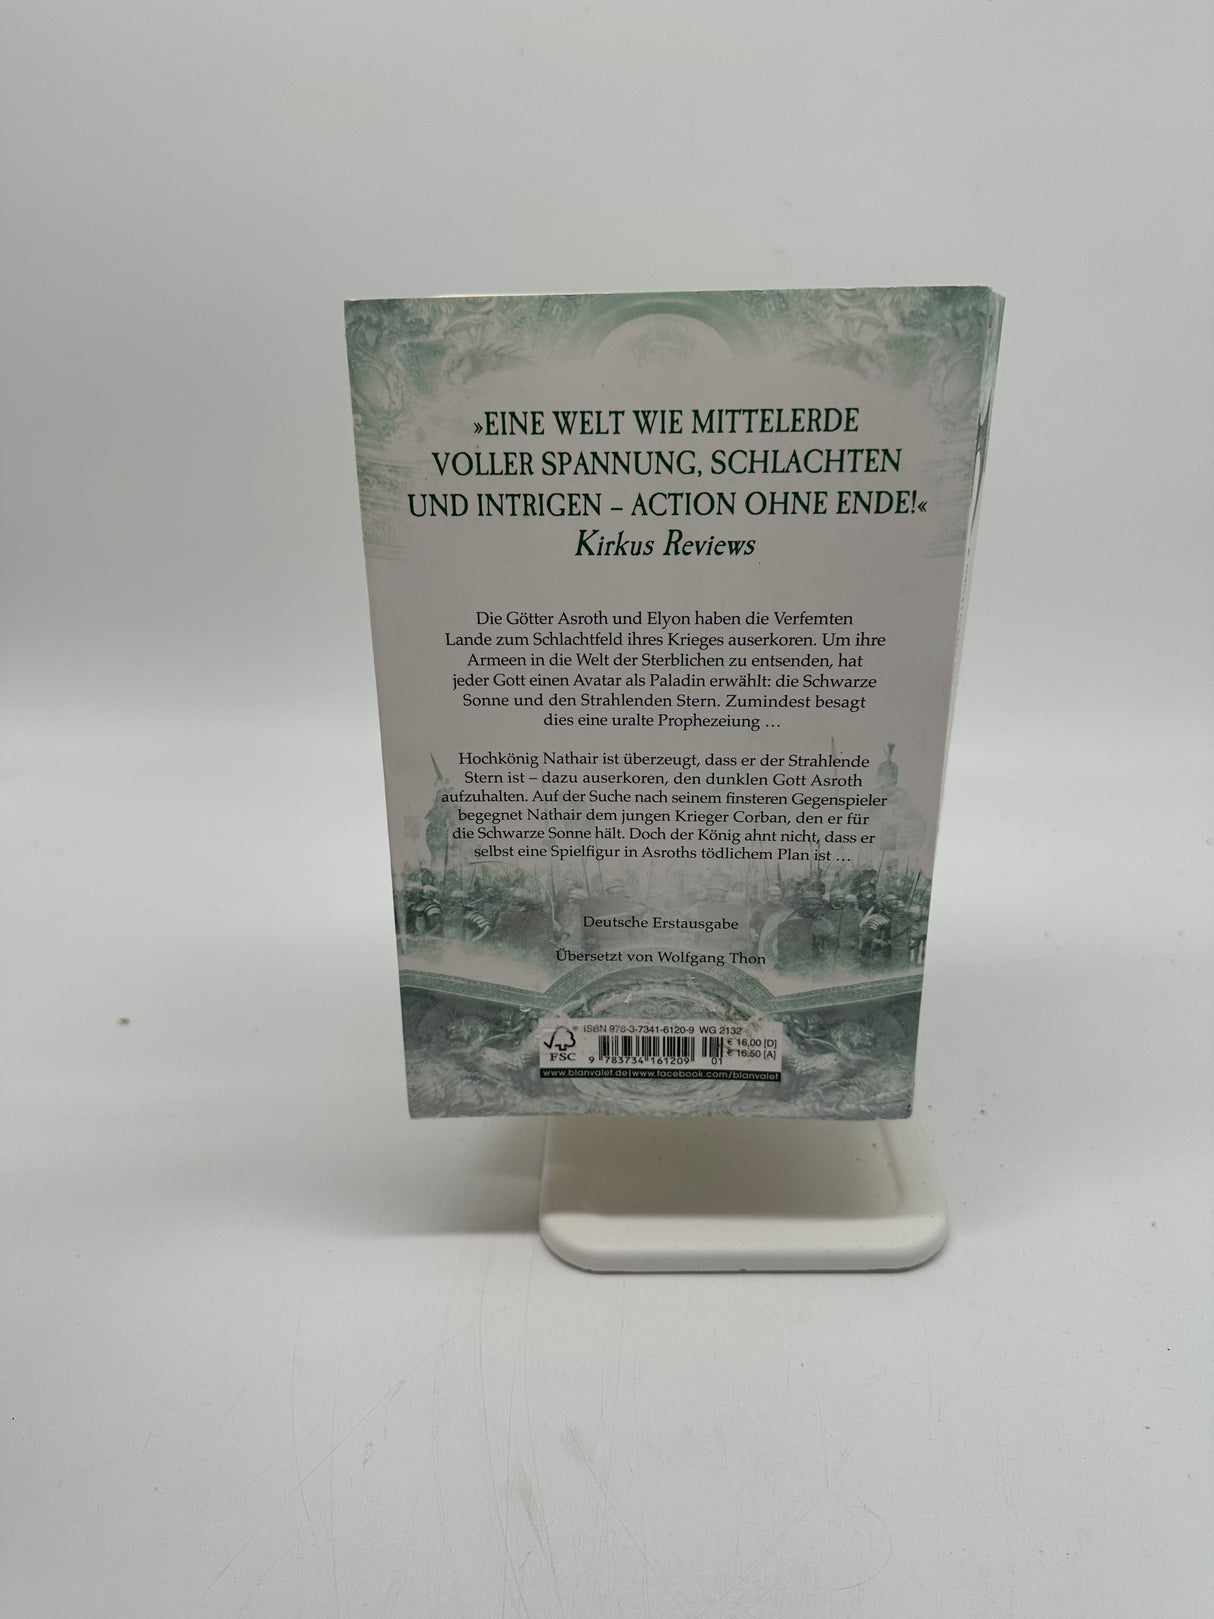 »EINE WELT WIE MITTELERDE
VOLLER SPANNUNG, SCHLACHTEN
UND INTRIGEN – ACTION OHNE ENDE!«
Kirkus Reviews
Die Götter Asroth und Elyon haben die Verfemten
Lande zum Schlachtfeld ihres Krieges auserkoren. Um ihre
Armeen in die Welt der Sterblichen zu entsenden, hat
jeder Gott einen Avatar als Paladin erwählt: die Schwarze
Sonne und den Strahlenden Stern. Zumindest besagt
dies eine uralte Prophezeiung …
Hochkönig Nathair ist überzeugt, dass er der Strahlende
Stern ist – dazu auserkoren, den dunklen Gott Asroth
aufzuhalten. Auf der Suche nach seinem finsteren Gegenspieler
begegnet Nathair dem jungen Krieger Corban, den er für
die Schwarze Sonne hält. Doch der König ahnt nicht, dass er
selbst eine Spielfigur in Asroths tödlichem Plan ist …
Deutsche Erstausgabe
Übersetzt von Wolfgang Thon
ISBN 978-3-7341-6120-9 WG 2132
€ 16,00 [D]
€ 16,50 [A]
FSC
9 783734 161209 01
www.blanvalet.de|www.facebook.com/blanvalet